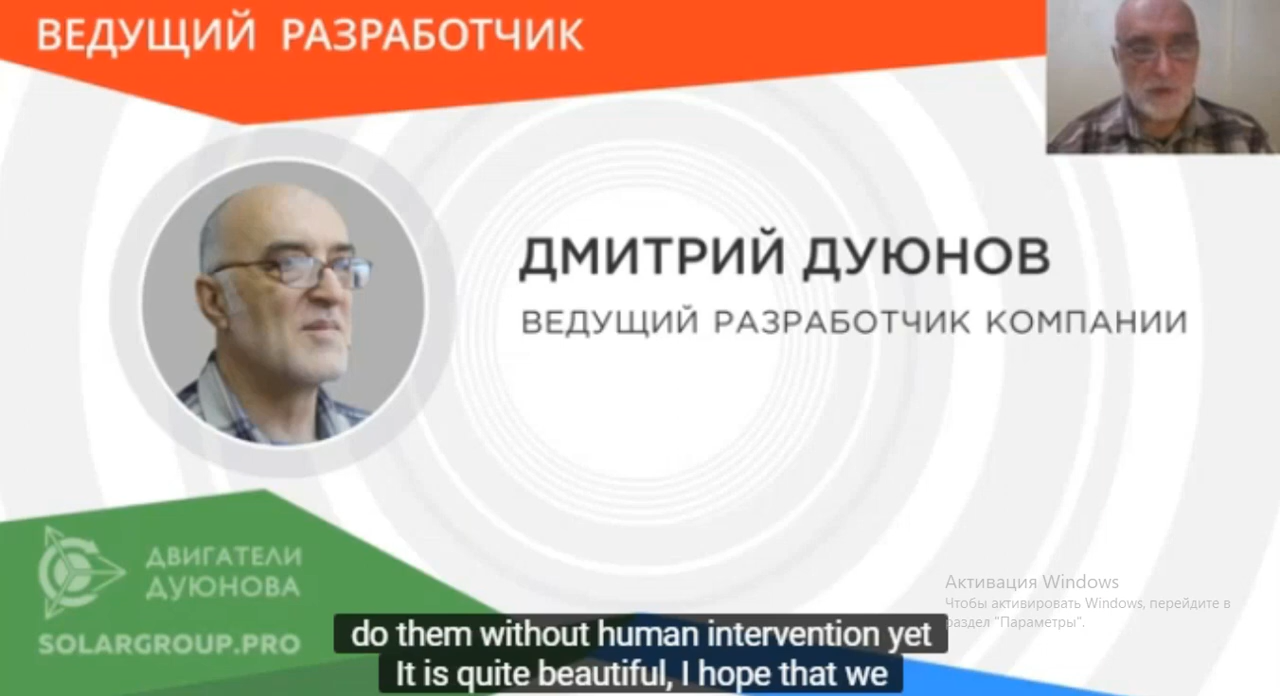 ВЕДУЩИЙ РАЗРАБОТЧИК
ДМИТРИЙ ДУЮНОВ
ВЕДУЩИЙ РАЗРАБОТЧИК КОМПАНИИ
ДВИГАТЕЛИ
ДУЮНОВА
SOLARGROUP.PRO
Активация Windows
Чтобы активировать Windows, перейдите в
раздел "Параметры".
do them without human intervention yet
It is quite beautiful, I hope that we